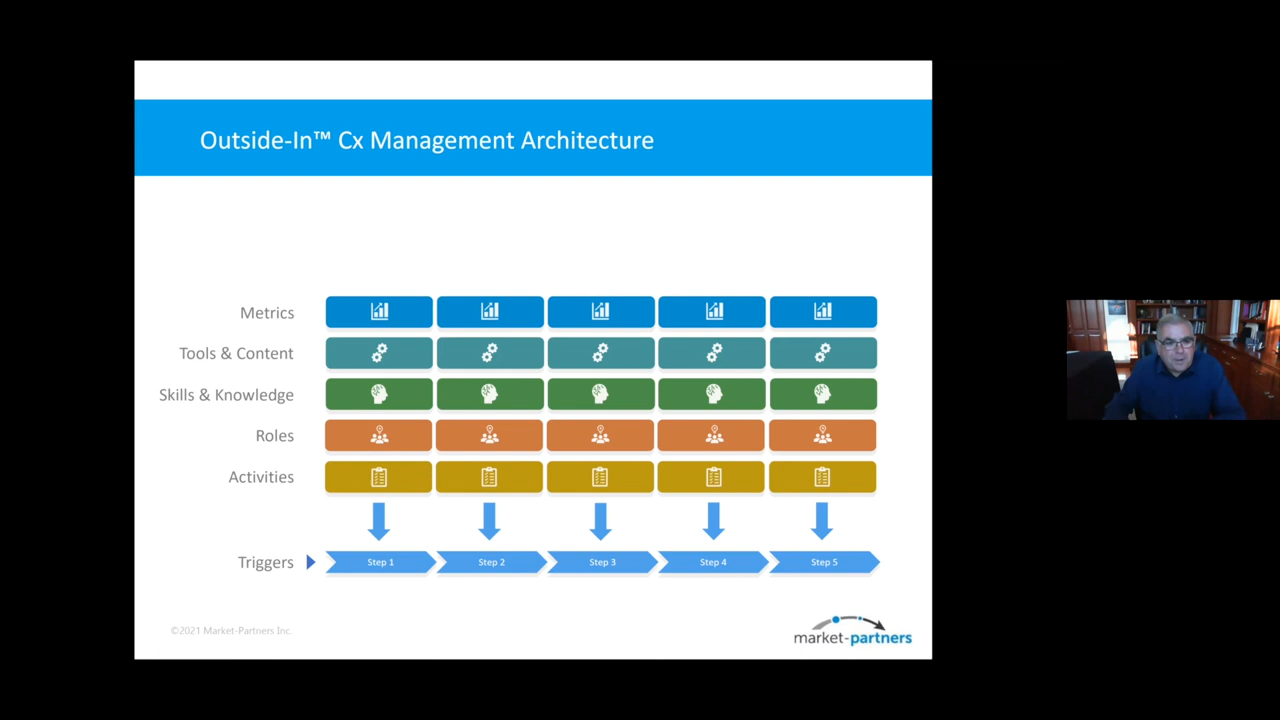 Outside-In™ Cx Management Architecture
Metrics
Tools & Content
Skills & Knowledge
Roles
Activities
Triggers
Step 1
Step 2
Step 3
Step 4
Step 5
©2021 Market-Partners Inc.
market-partners